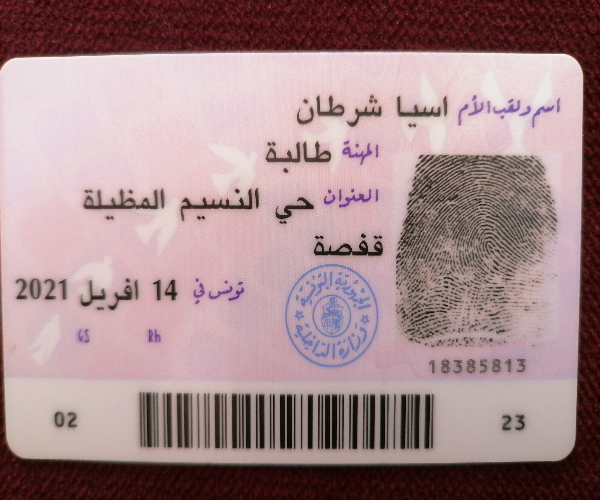 اسم ولقب الأم اسيا شرطان
المهنة طالبة
العنوان حي النسيم المظيلة
قفصة
تونس في 14 افريل 2021
GS Rh
الجمهورية التونسية
وزارة الداخلية
18385813
02 23